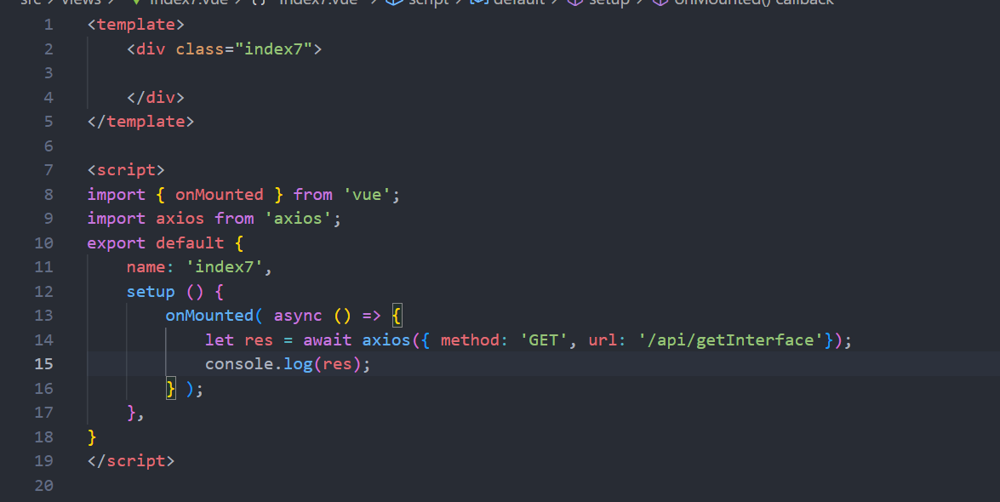 src > views > Index7.vue > {} Index7.vue > script > default > setup > onMounted() callback
1 <template>
2 <div class="index7">
3
4 </div>
5 </template>
6
7 <script>
8 import { onMounted } from 'vue';
9 import axios from 'axios';
10 export default {
11 name: 'index7',
12 setup () {
13 onMounted( async () => {
14 let res = await axios({ method: 'GET', url: '/api/getInterface'});
15 console.log(res);
16 } );
17 },
18 }
19 </script>
20